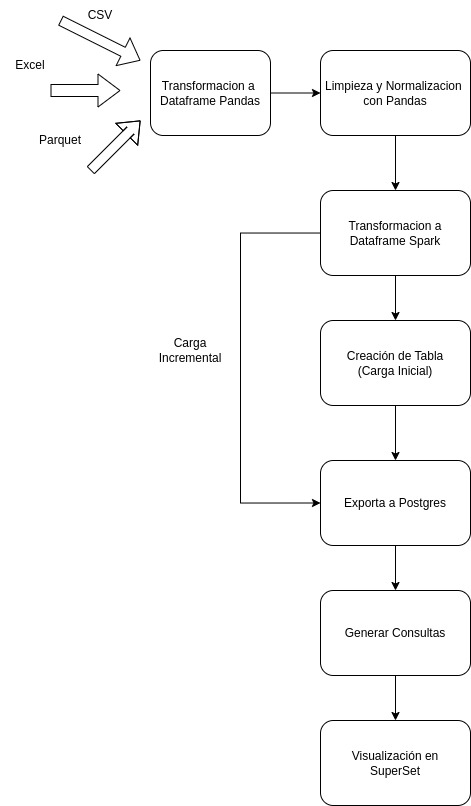 CSV
Excel
Parquet
Transformacion a
Dataframe Pandas
Limpieza y Normalizacion
con Pandas
Transformacion a
Dataframe Spark
Carga
Incremental
Creación de Tabla
(Carga Inicial)
Exporta a Postgres
Generar Consultas
Visualización en
SuperSet